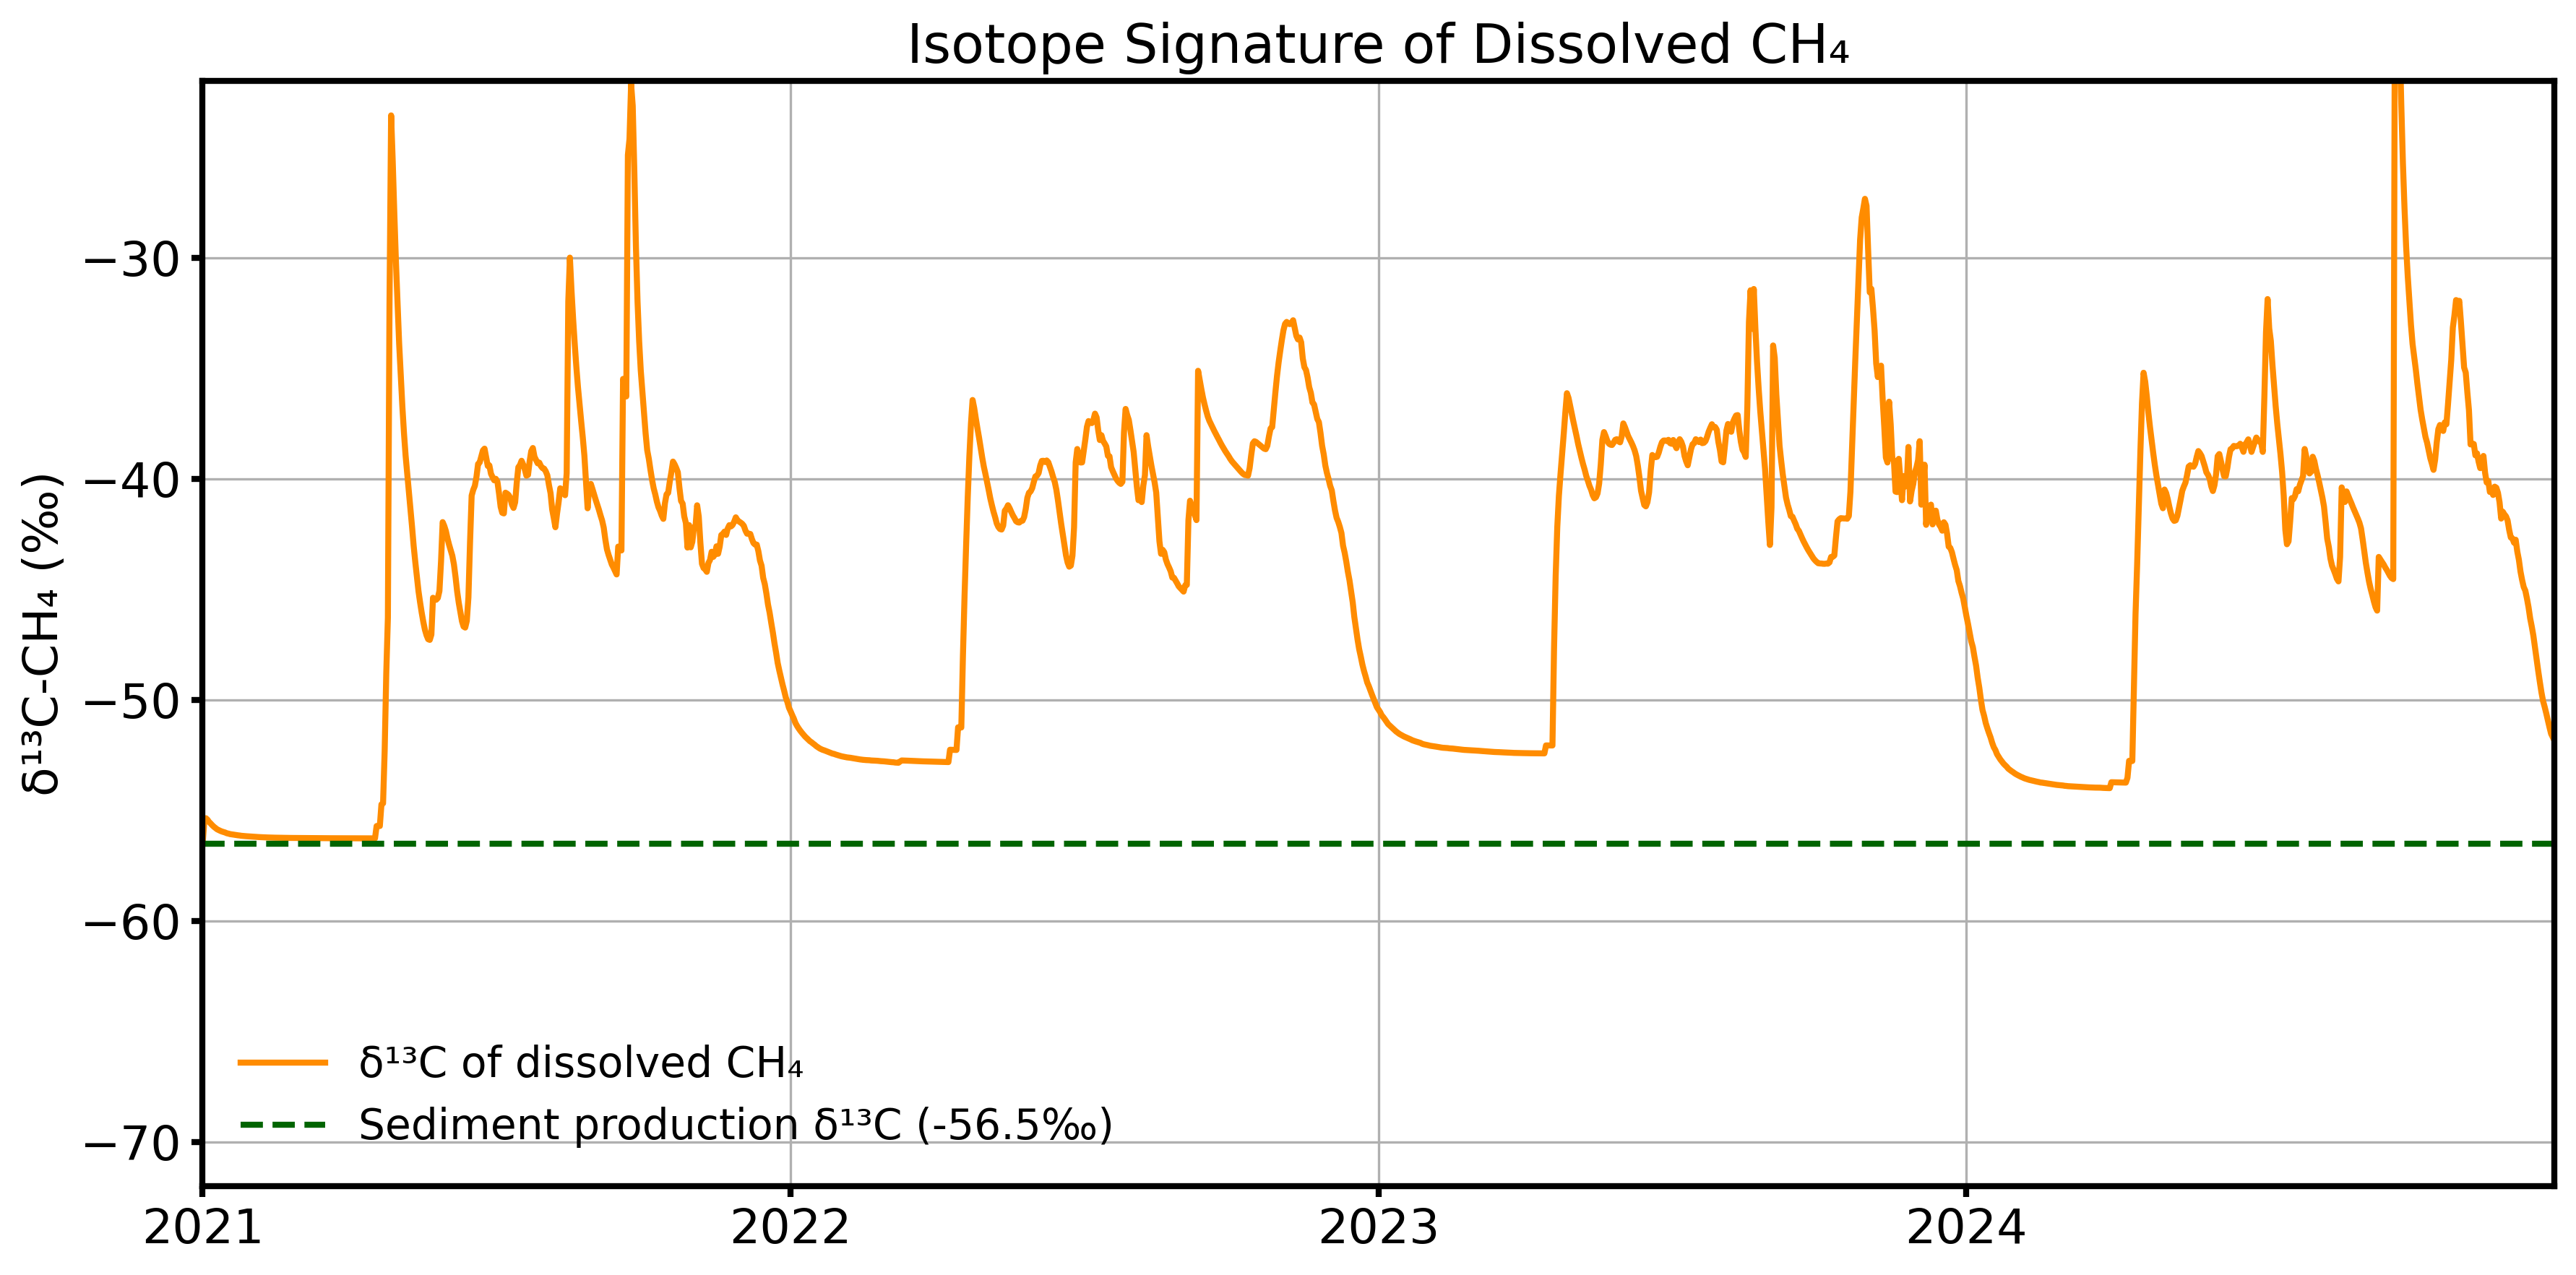 Isotope Signature of Dissolved CH₄
δ¹³C-CH₄ (‰)
−30
−40
−50
−60
−70
δ¹³C of dissolved CH₄
Sediment production δ¹³C (-56.5‰)
2021
2022
2023
2024